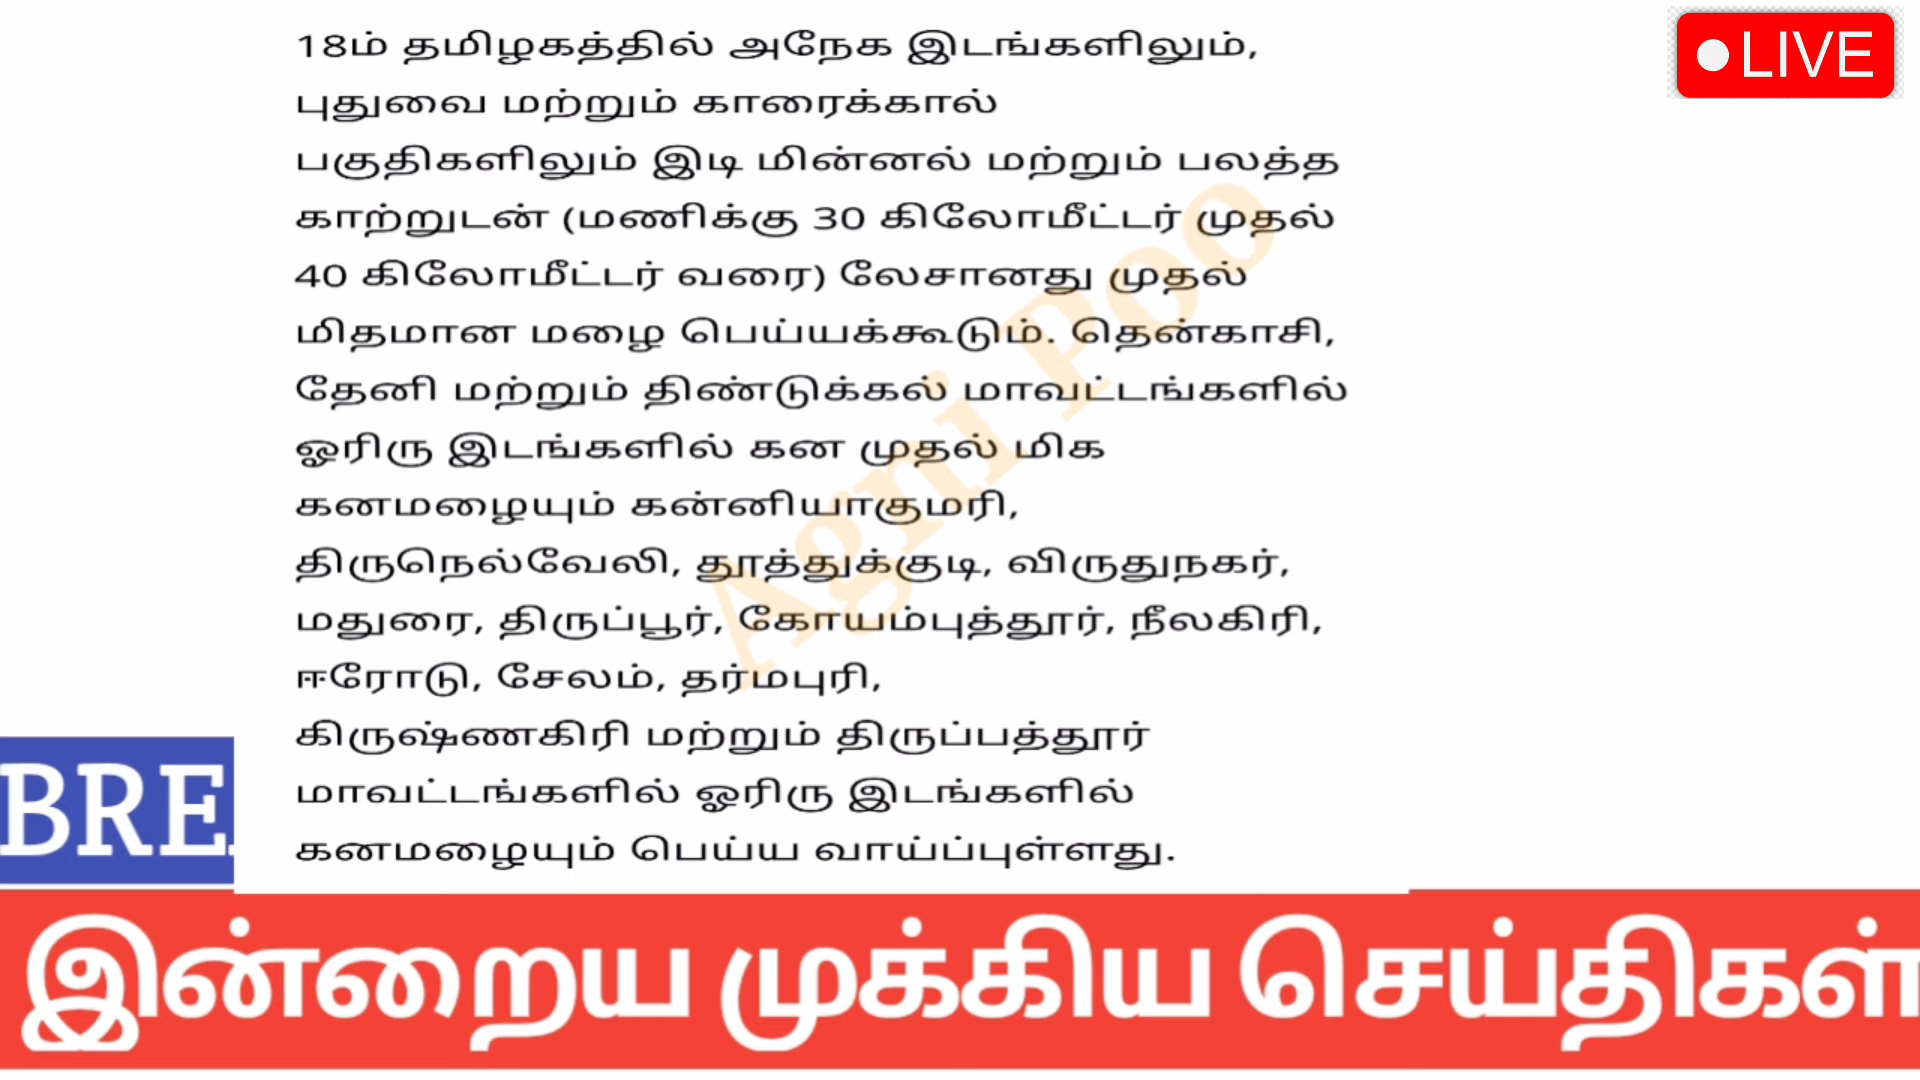 LIVE
18ம் தமிழகத்தில் அநேக இடங்களிலும்,
புதுவை மற்றும் காரைக்கால்
பகுதிகளிலும் இடி மின்னல் மற்றும் பலத்த
காற்றுடன் (மணிக்கு 30 கிலோமீட்டர் முதல்
40 கிலோமீட்டர் வரை) லேசானது முதல்
மிதமான மழை பெய்யக்கூடும். தென்காசி,
தேனி மற்றும் திண்டுக்கல் மாவட்டங்களில்
ஓரிரு இடங்களில் கன முதல் மிக
கனமழையும் கன்னியாகுமரி,
திருநெல்வேலி, தூத்துக்குடி, விருதுநகர்,
மதுரை, திருப்பூர், கோயம்புத்தூர், நீலகிரி,
ஈரோடு, சேலம், தர்மபுரி,
கிருஷ்ணகிரி மற்றும் திருப்பத்தூர்
மாவட்டங்களில் ஓரிரு இடங்களில்
கனமழையும் பெய்ய வாய்ப்புள்ளது.
Agni Poo
BRE
இன்றைய முக்கிய செய்திகள்